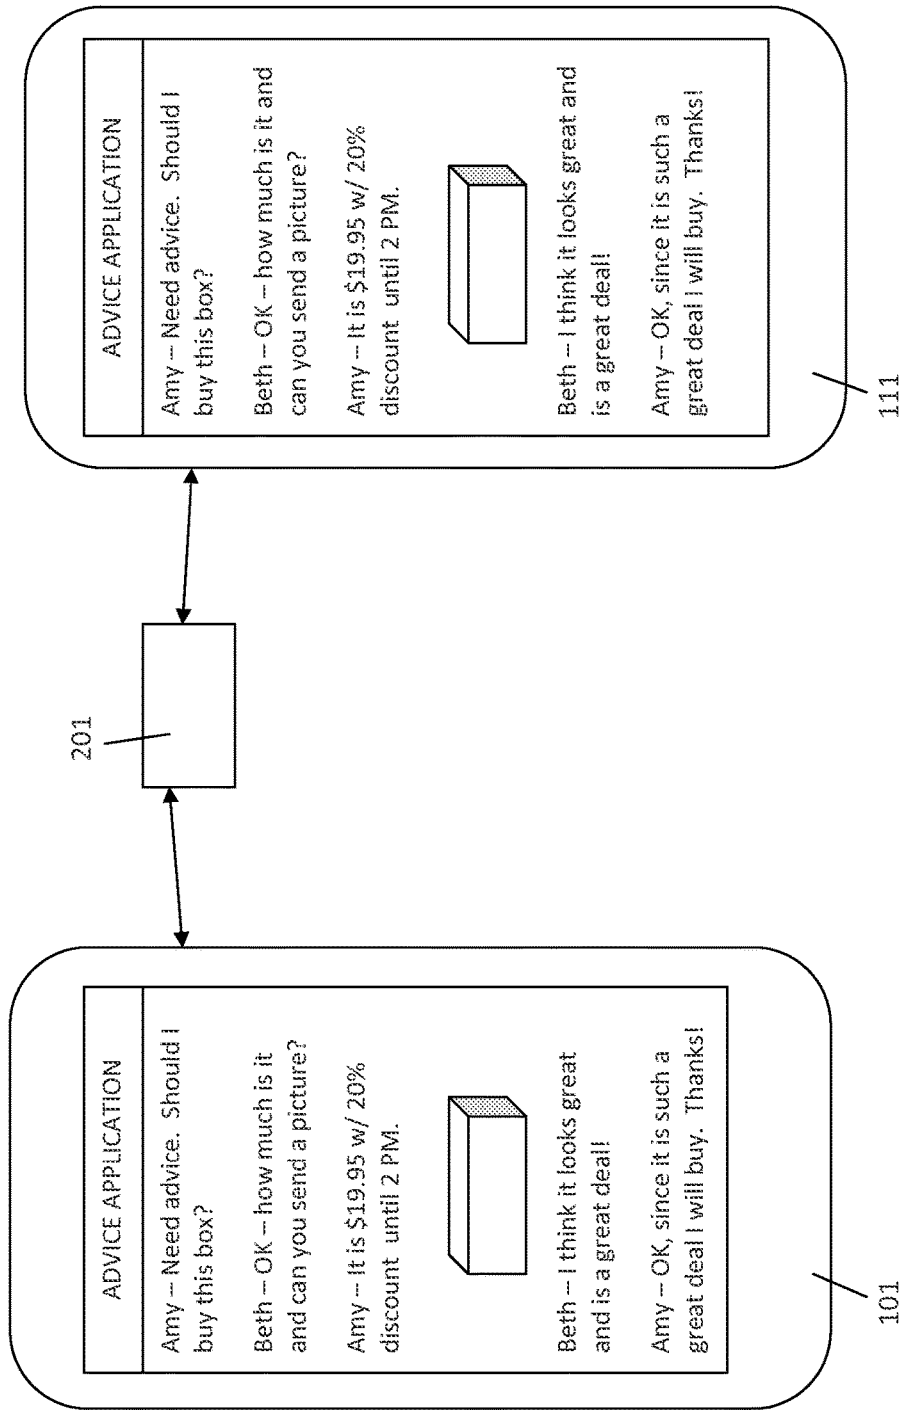 ADVICE APPLICATION
Amy – Need advice. Should I
buy this box?
Beth – OK – how much is it
and can you send a picture?
Amy – It is $19.95 w/ 20%
discount until 2 PM.
Beth – I think it looks great
and is a great deal!
Amy – OK, since it is such a
great deal I will buy. Thanks!
101
201
ADVICE APPLICATION
Amy – Need advice. Should I
buy this box?
Beth – OK – how much is it and
can you send a picture?
Amy – It is $19.95 w/ 20%
discount until 2 PM.
Beth – I think it looks great and
is a great deal!
Amy – OK, since it is such a
great deal I will buy. Thanks!
111